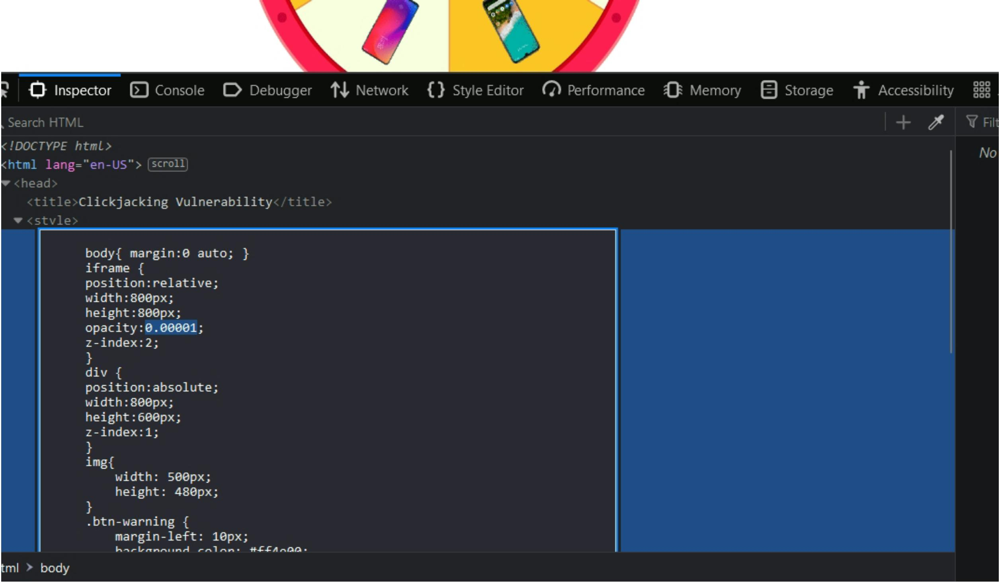 Inspector Console Debugger Network Style Editor Performance Memory Storage Accessibility
Search HTML
<!DOCTYPE html>
<html lang="en-US"> scroll
<head>
<title>Clickjacking Vulnerability</title>
<style>
No
body{ margin:0 auto; }
iframe {
position:relative;
width:800px;
height:800px;
opacity:0.00001;
z-index:2;
}
div {
position:absolute;
width:800px;
height:600px;
z-index:1;
}
img{
width: 500px;
height: 480px;
}
.btn-warning {
margin-left: 10px;
tml > body